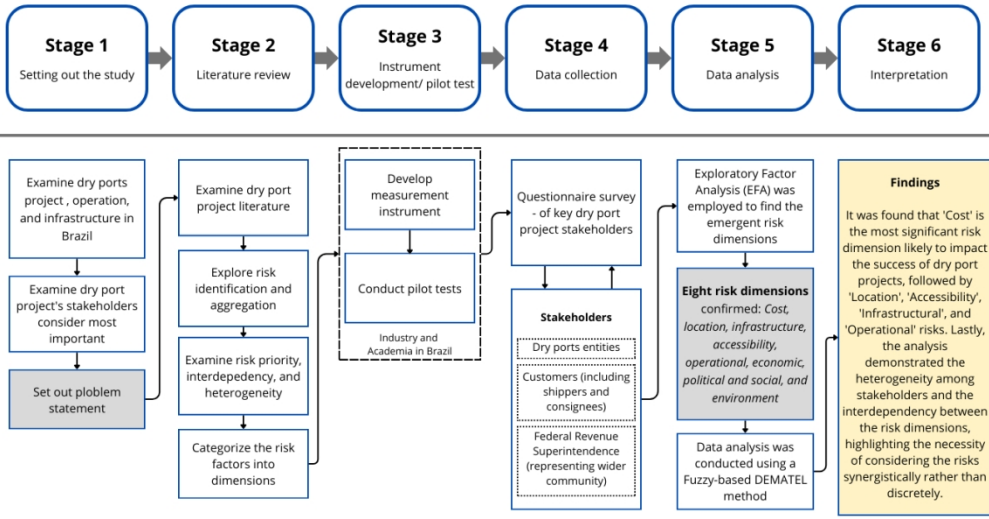 Stage 1
Setting out the study
Stage 2
Literature review
Stage 3
Instrument
development/ pilot test
Stage 4
Data collection
Stage 5
Data analysis
Stage 6
Interpretation
Examine dry ports
project , operation,
and infrastructure in
Brazil
Examine dry port
project's stakeholders
consider most
important
Set out ploblem
statement
Examine dry port
project literature
Explore risk
identification and
aggregation
Examine risk priority,
interdepedency, and
heterogeneity
Categorize the risk
factors into
dimensions
Develop
measurement
instrument
Conduct pilot tests
Industry and
Academia in Brazil
Questionnaire survey
- of key dry port
project stakeholders
Stakeholders
Dry ports entities
Customers (including
shippers and
consignees)
Federal Revenue
Superintendence
(representing wider
community)
Exploratory Factor
Analysis (EFA) was
employed to find the
emergent risk
dimensions
Eight risk dimensions
confirmed: Cost,
location, infrastructure,
accessibility,
operational, economic,
political and social, and
environment
Data analysis was
conducted using a
Fuzzy-based DEMATEL
method
Findings
It was found that 'Cost' is
the most significant risk
dimension likely to impact
the success of dry port
projects, followed by
'Location', 'Accessibility',
'Infrastructural', and
'Operational' risks. Lastly,
the analysis
demonstrated the
heterogeneity among
stakeholders and the
interdependency between
the risk dimensions,
highlighting the necessity
of considering the risks
synergistically rather than
discretely.